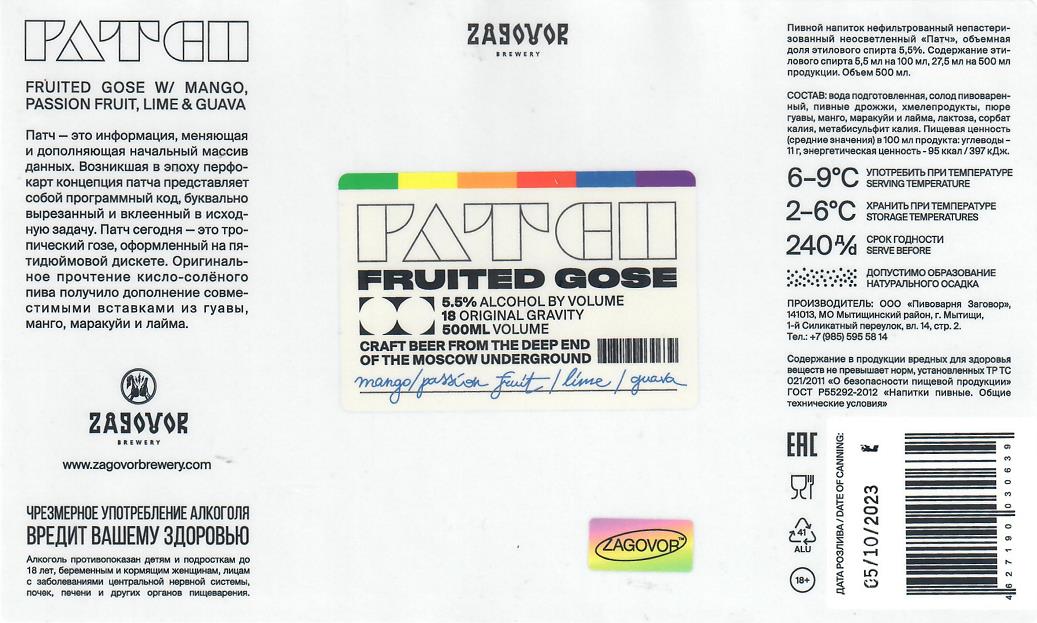 PATCH
FRUITED GOSE W/ MANGO,
PASSION FRUIT, LIME & GUAVA
Патч — это информация, меняющая
и дополняющая начальный массив
данных. Возникшая в эпоху перфо-
карт концепция патча представляет
собой программный код, буквально
вырезанный и вклеенный в исход-
ную задачу. Патч сегодня — это тро-
пический гозе, оформленный на пя-
тидюймовой дискете. Оригиналь-
ное прочтение кисло-солёного
пива получило дополнение совме-
стимыми вставками из гуавы,
манго, маракуйи и лайма.
ZAGOVOR
BREWERY
www.zagovorbrewery.com
ЧРЕЗМЕРНОЕ УПОТРЕБЛЕНИЕ АЛКОГОЛЯ
ВРЕДИТ ВАШЕМУ ЗДОРОВЬЮ
Алкоголь противопоказан детям и подросткам до
18 лет, беременным и кормящим женщинам, лицам
с заболеваниями центральной нервной системы,
почек, печени и других органов пищеварения.
ZAGOVOR
BREWERY
PATCH
FRUITED GOSE
5.5% ALCOHOL BY VOLUME
18 ORIGINAL GRAVITY
500ML VOLUME
CRAFT BEER FROM THE DEEP END
OF THE MOSCOW UNDERGROUND
mango/passion fruit/lime/guava
ZAGOVOR™
Пивной напиток нефильтрованный непастери-
зованный неосветленный «Патч», объемная
доля этилового спирта 5,5%. Содержание эти-
лового спирта 5,5 мл на 100 мл, 27,5 мл на 500 мл
продукции. Объем 500 мл.
СОСТАВ: вода подготовленная, солод пивоварен-
ный, пивные дрожжи, хмелепродукты, пюре
гуавы, манго, маракуйи и лайма, лактоза, сорбат
калия, метабисульфит калия. Пищевая ценность
(средние значения) в 100 мл продукта: углеводы –
11 г, энергетическая ценность - 95 ккал / 397 кДж.
6–9°C УПОТРЕБИТЬ ПРИ ТЕМПЕРАТУРЕ
SERVING TEMPERATURE
2–6°C ХРАНИТЬ ПРИ ТЕМПЕРАТУРЕ
STORAGE TEMPERATURES
240 Д/d СРОК ГОДНОСТИ
SERVE BEFORE
ДОПУСТИМО ОБРАЗОВАНИЕ
НАТУРАЛЬНОГО ОСАДКА
ПРОИЗВОДИТЕЛЬ: ООО «Пивоварня Заговор»,
141013, МО Мытищинский район, г. Мытищи,
1-й Силикатный переулок, вл. 14, стр. 2.
Тел.: +7 (985) 595 58 14
Содержание в продукции вредных для здоровья
веществ не превышает норм, установленных ТР ТС
021/2011 «О безопасности пищевой продукции»
ГОСТ Р55292-2012 «Напитки пивные. Общие
технические условия»
EAC
41
ALU
18+
ДАТА РОЗЛИВА / DATE OF CANNING:
05/10/2023
4627190030639